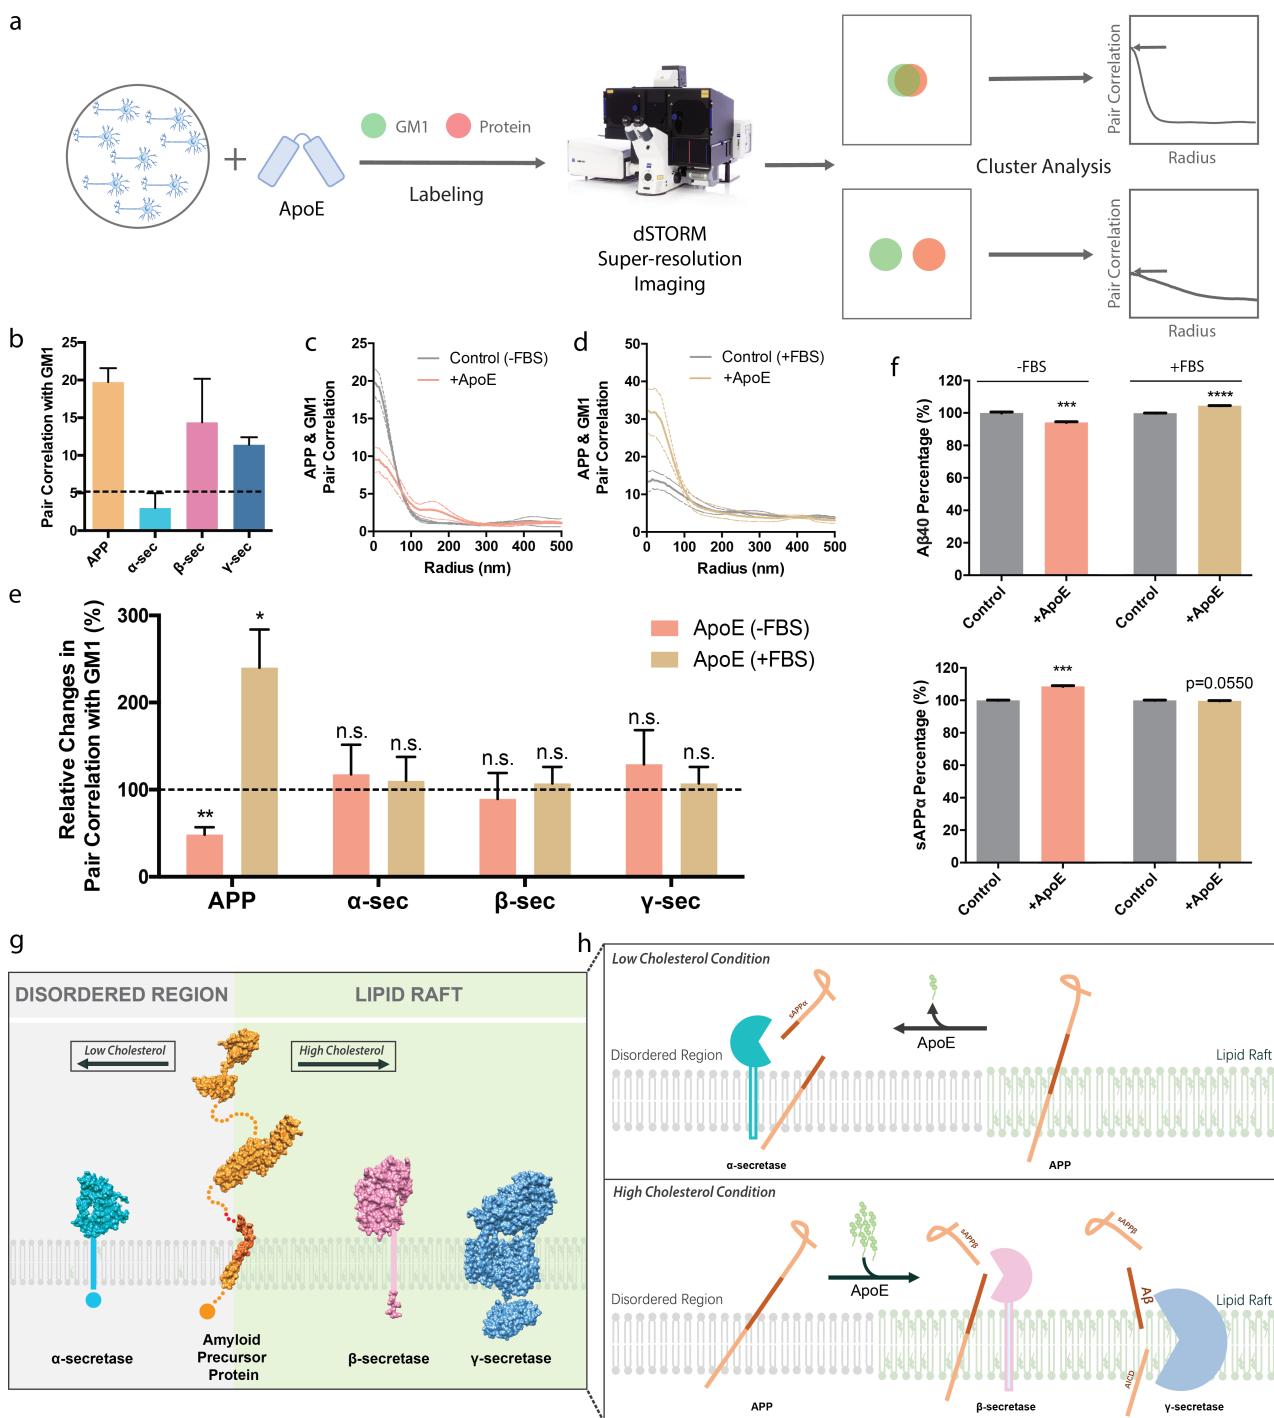 a
GM1
Protein
Labeling
ApoE
dSTORM
Super-resolution
Imaging
Cluster Analysis
Pair Correlation
Radius
Pair Correlation
Radius
b
Pair Correlation with GM1
25
20
15
10
5
0
APP
α-sec
β-sec
γ-sec
c
APP & GM1
Pair Correlation
25
20
15
10
5
0
Control (-FBS)
+ApoE
0 100 200 300 400 500
Radius (nm)
d
APP & GM1
Pair Correlation
50
40
30
20
10
0
Control (+FBS)
+ApoE
0 100 200 300 400 500
Radius (nm)
e
Relative Changes in
Pair Correlation with GM1 (%)
300
200
100
0
** * n.s. n.s. n.s. n.s. n.s. n.s.
ApoE (-FBS)
ApoE (+FBS)
APP α-sec β-sec γ-sec
f
-FBS +FBS
Aβ40 Percentage (%)
120
100
80
60
40
20
0
*** ****
Control +ApoE Control +ApoE
sAPPα Percentage (%)
120
100
80
60
40
20
0
*** p=0.0550
Control +ApoE Control +ApoE
g
DISORDERED REGION LIPID RAFT
Low Cholesterol High Cholesterol
α-secretase
Amyloid
Precursor
Protein
β-secretase
γ-secretase
h
Low Cholesterol Condition
sAPPα
ApoE
Disordered Region Lipid Raft
α-secretase APP
High Cholesterol Condition
sAPPβ sAPPβ
ApoE
Aβ
Disordered Region Lipid Raft
AICD
APP β-secretase γ-secretase